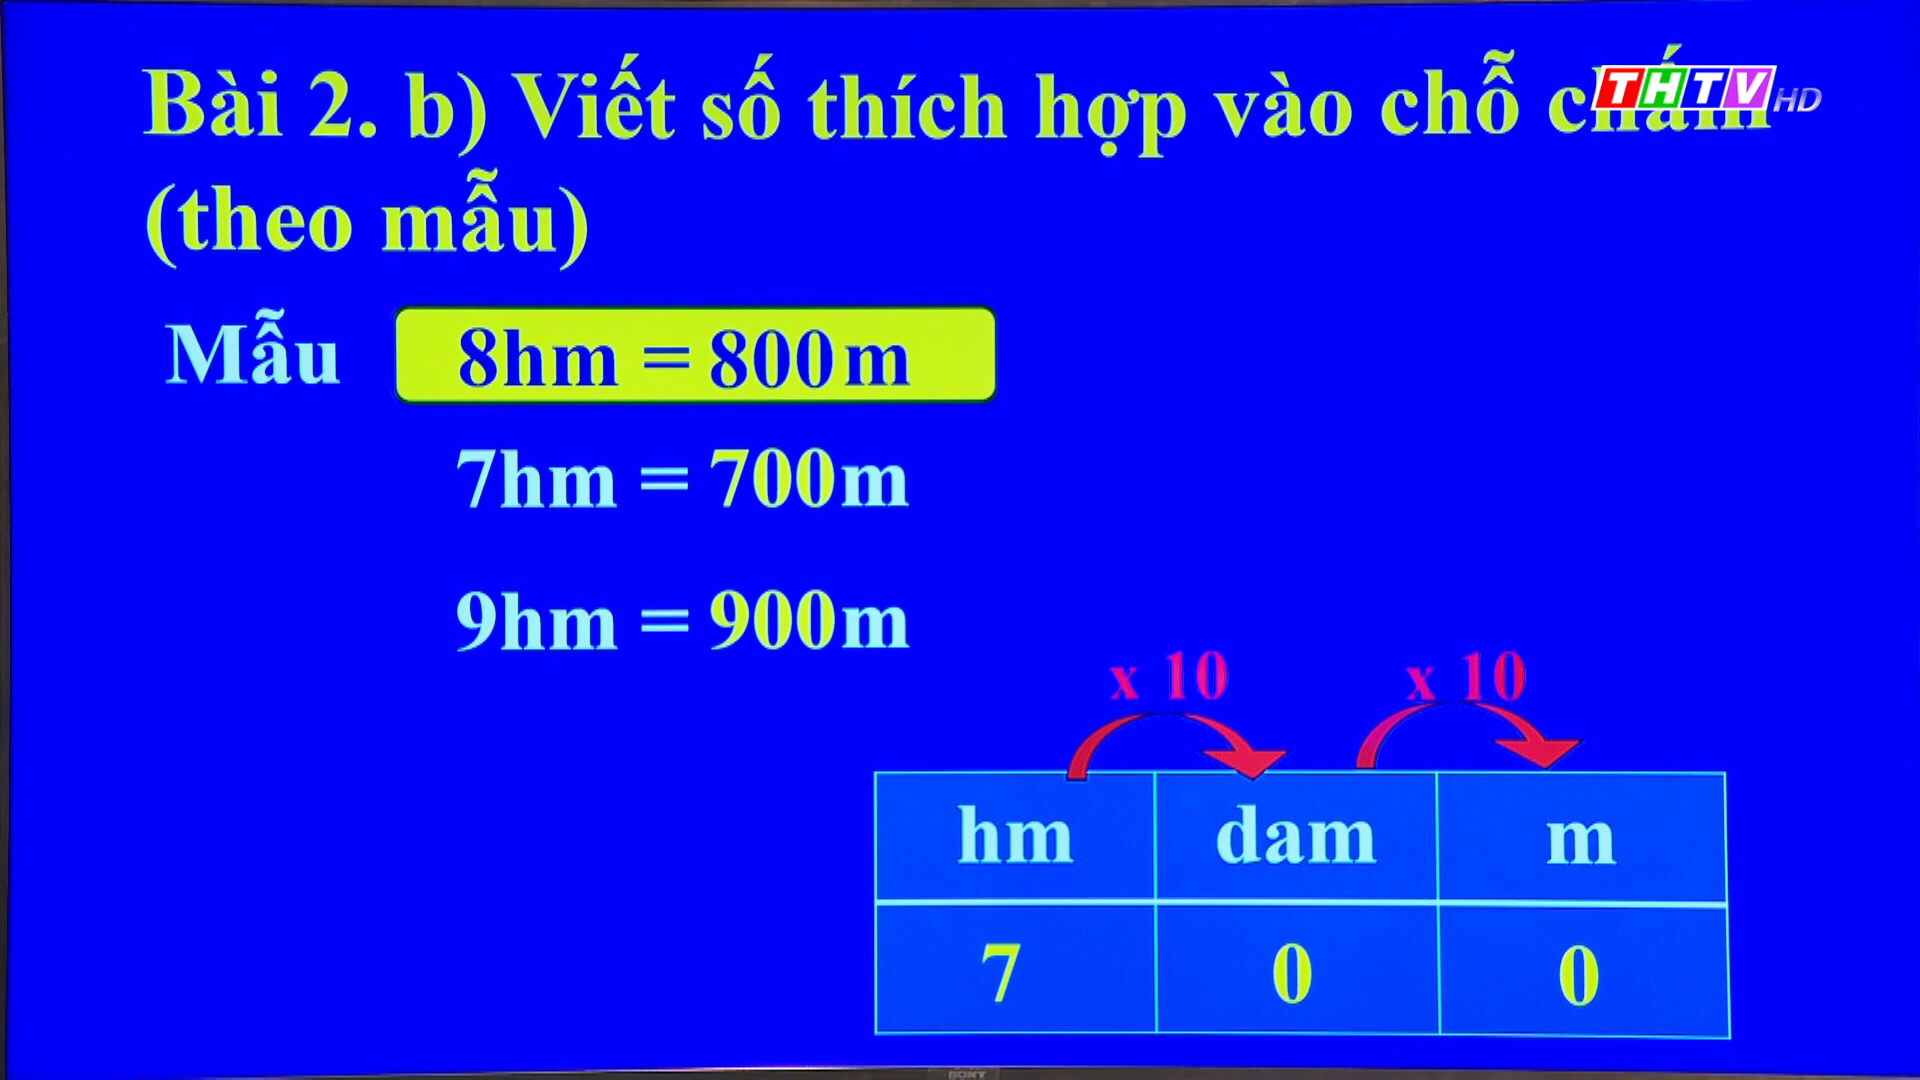 Bài 2. b) Viết số thích hợp vào chỗ chấm
(theo mẫu)
THTV HD
Mẫu 8hm = 800m
7hm = 700m
9hm = 900m
x 10 x 10
hm dam m
7 0 0
SONY